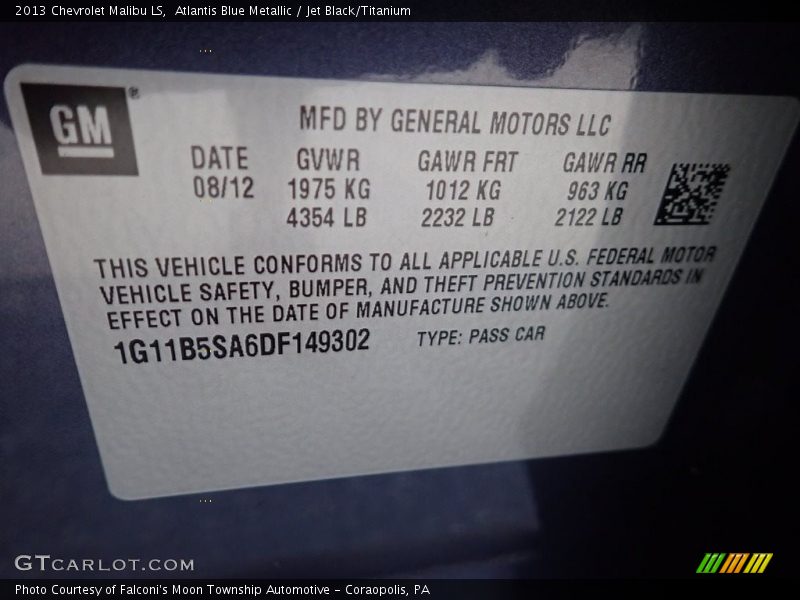 2013 Chevrolet Malibu LS, Atlantis Blue Metallic / Jet Black/Titanium
GM®
MFD BY GENERAL MOTORS LLC
DATE GVWR GAWR FRT GAWR RR
08/12 1975 KG 1012 KG 963 KG
4354 LB 2232 LB 2122 LB
THIS VEHICLE CONFORMS TO ALL APPLICABLE U.S. FEDERAL MOTOR
VEHICLE SAFETY, BUMPER, AND THEFT PREVENTION STANDARDS IN
EFFECT ON THE DATE OF MANUFACTURE SHOWN ABOVE.
1G11B5SA6DF149302 TYPE: PASS CAR
GTCARLOT.COM
Photo Courtesy of Falconi's Moon Township Automotive - Coraopolis, PA